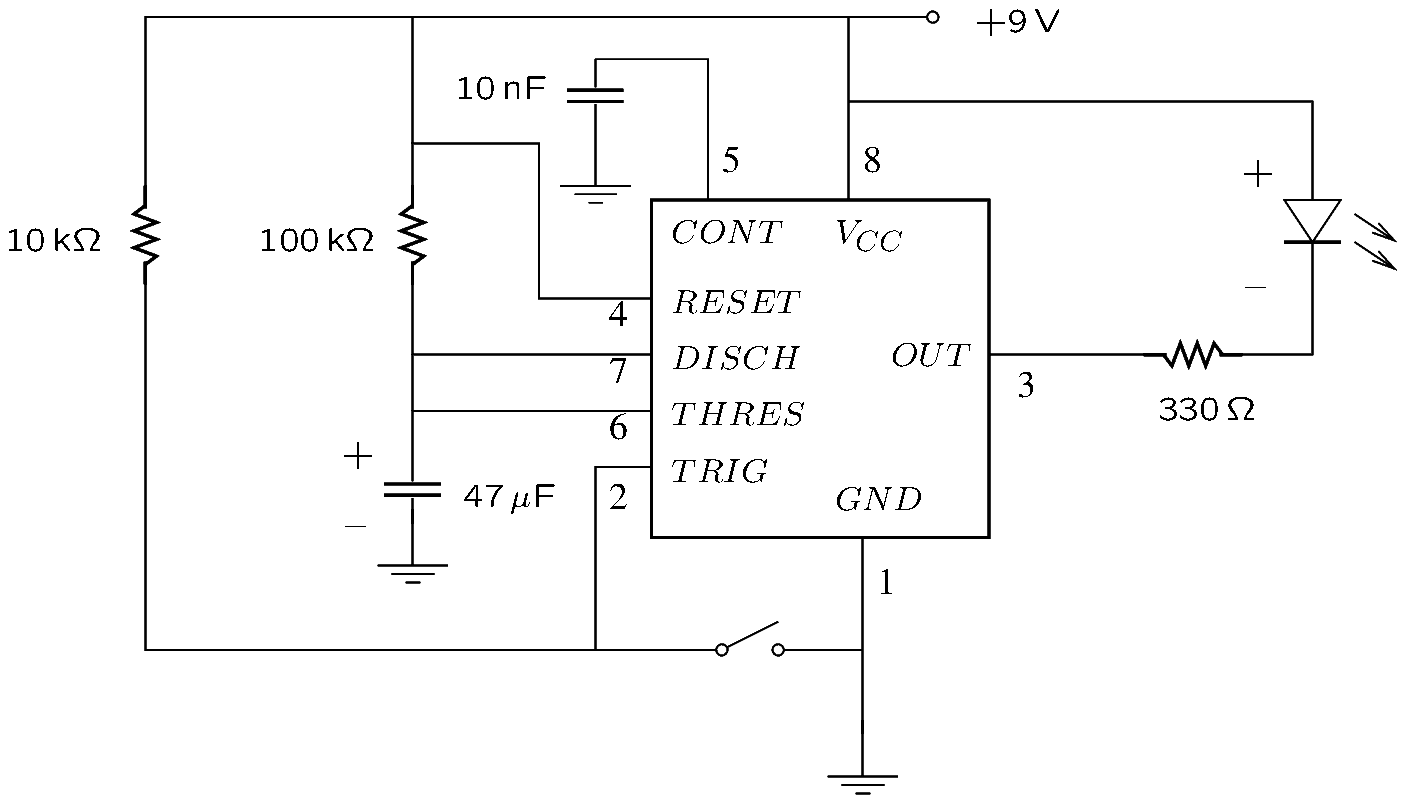 +9 V
10 nF
5
8
+
10 kΩ
100 kΩ
CONT
V_CC
RESET
4
−
DISCH
OUT
7
3
THRES
6
330 Ω
+
TRIG
2
47 μF
GND
−
1